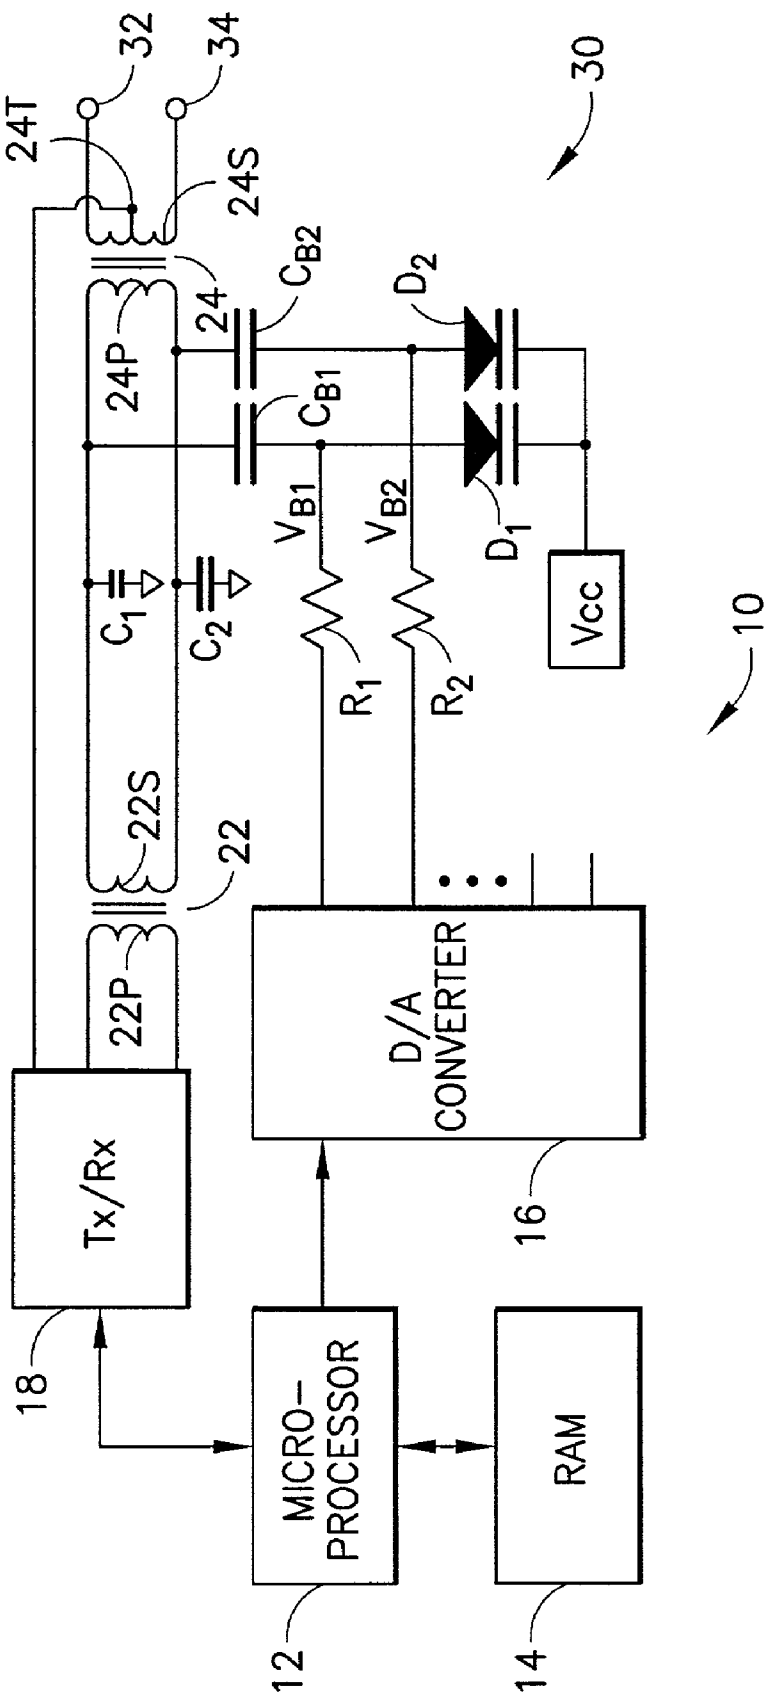 32
34
24T
24S
24
24P
C1
C2
22S
22
22P
Tx/Rx
18
CB2
CB1
VB1
VB2
D2
D1
R1
R2
Vcc
30
10
D/A
CONVERTER
16
MICRO-
PROCESSOR
12
RAM
14